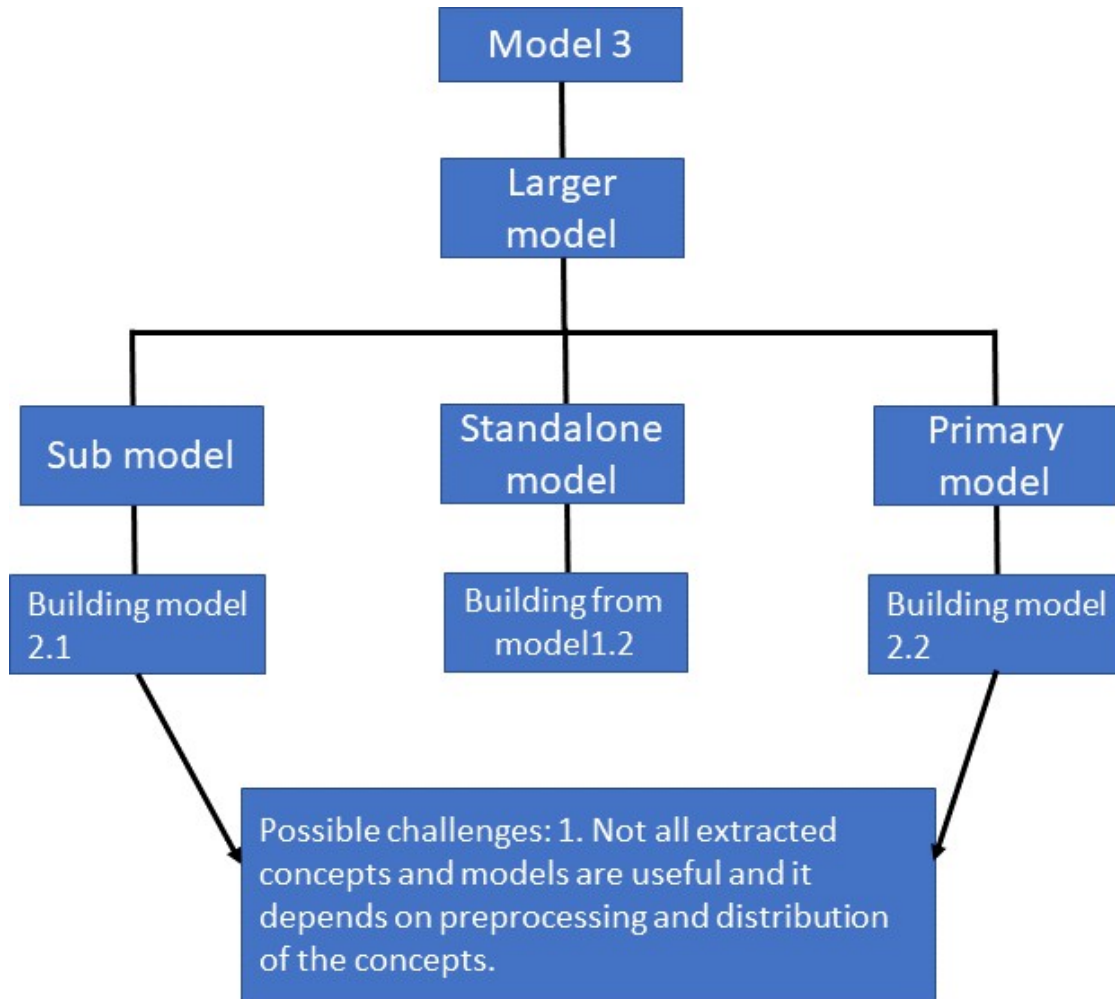 Model 3
Larger
model
Sub model
Standalone
model
Primary
model
Building model
2.1
Building from
model1.2
Building model
2.2
Possible challenges: 1. Not all extracted
concepts and models are useful and it
depends on preprocessing and distribution
of the concepts.